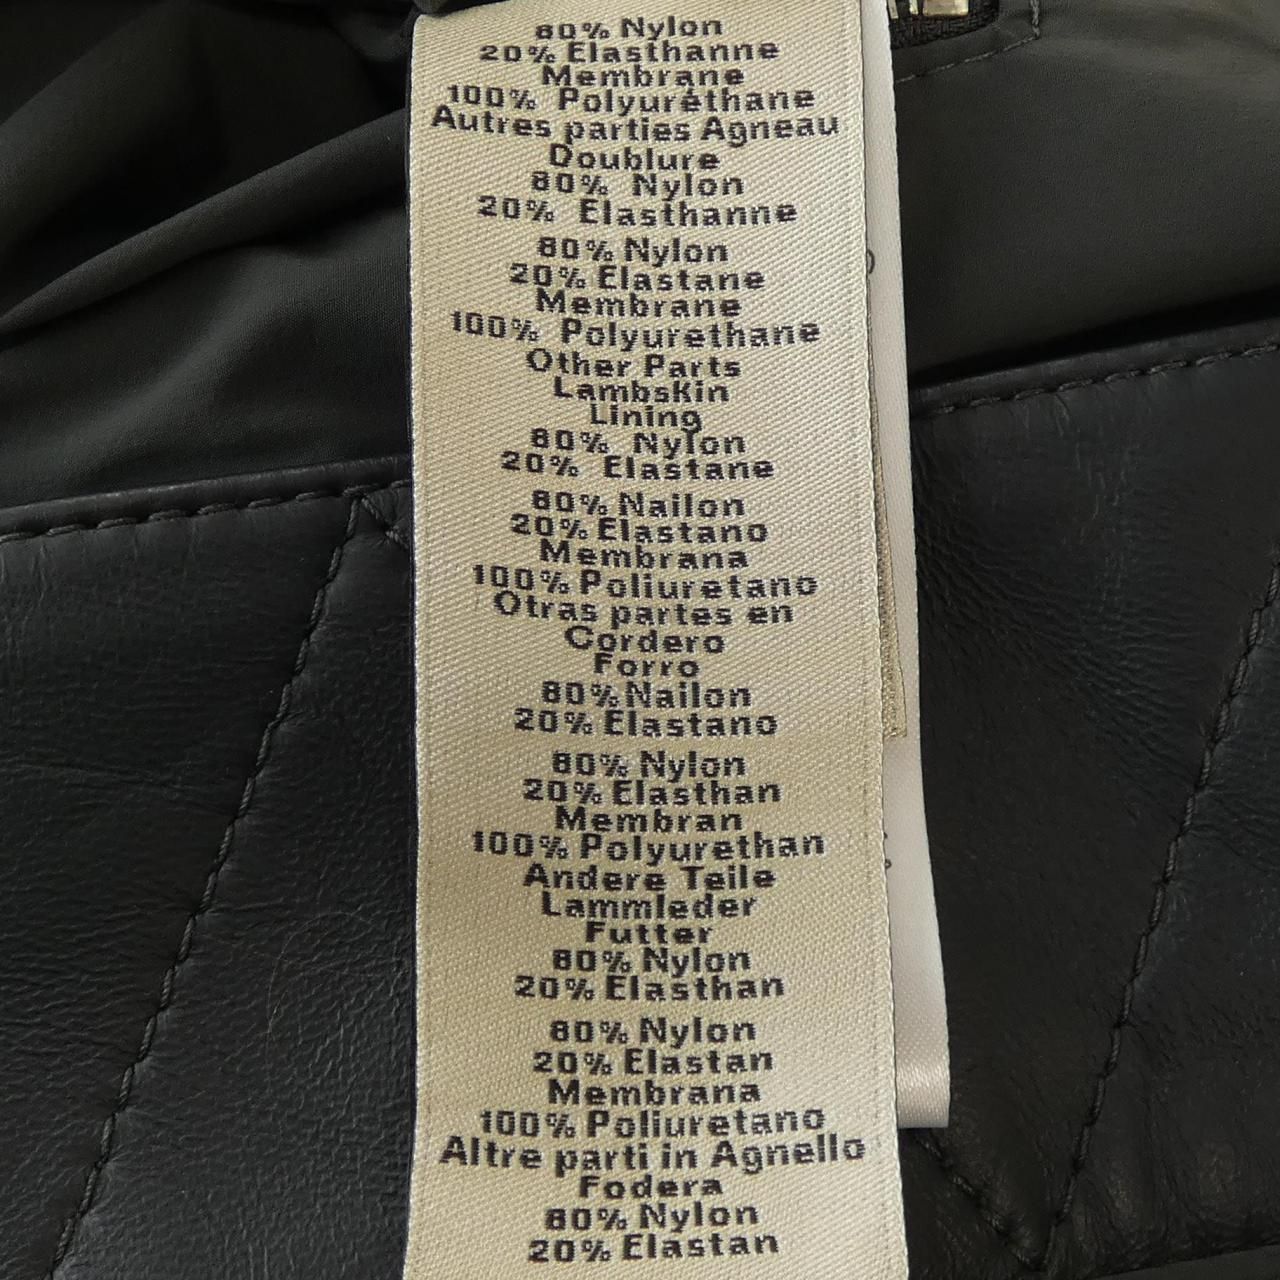 80% Nylon
20% Elasthanne
Membrane
100% Polyuréthane
Autres parties Agneau
Doublure
80% Nylon
20% Elasthanne
80% Nylon
20% Elastane
Membrane
100% Polyurethane
Other Parts
Lambskin
Lining
80% Nylon
20% Elastane
80% Nailon
20% Elastano
Membrana
100% Poliuretano
Otras partes en
Cordero
Forro
80% Nailon
20% Elastano
80% Nylon
20% Elasthan
Membran
100% Polyurethan
Andere Teile
Lammleder
Futter
80% Nylon
20% Elasthan
80% Nylon
20% Elastan
Membrana
100% Poliuretano
Altre parti in Agnello
Fodera
80% Nylon
20% Elastan